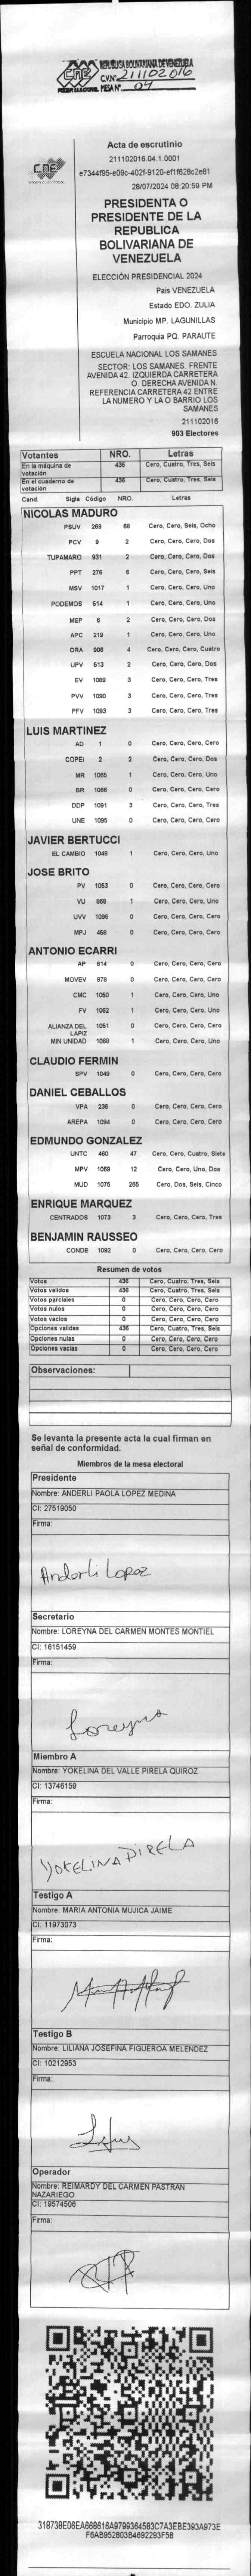 CNE
PODER ELECTORAL
REPUBLICA BOLIVARIANA DE VENEZUELA
C.V.Nº 211102016
MESA Nº 04
CNE
Acta de escrutinio
211102016.04.1.0001
e7344f95-e09c-402f-9120-ef1f628c2e81
28/07/2024 08:20:59 PM
PRESIDENTA O
PRESIDENTE DE LA
REPUBLICA
BOLIVARIANA DE
VENEZUELA
ELECCIÓN PRESIDENCIAL 2024
Pais VENEZUELA
Estado EDO. ZULIA
Municipio MP. LAGUNILLAS
Parroquia PQ. PARAUTE
ESCUELA NACIONAL LOS SAMANES
SECTOR: LOS SAMANES. FRENTE
AVENIDA 42. IZQUIERDA CARRETERA
O. DERECHA AVENIDA N.
REFERENCIA CARRETERA 42 ENTRE
LA NUMERO Y LA O BARRIO LOS
SAMANES
211102016
903 Electores
Votantes NRO. Letras
En la máquina de votación 436 Cero, Cuatro, Tres, Seis
En el cuaderno de votación 436 Cero, Cuatro, Tres, Seis
Cand. Sigla Código NRO. Letras
NICOLAS MADURO
PSUV 269 68 Cero, Cero, Seis, Ocho
PCV 9 2 Cero, Cero, Cero, Dos
TUPAMARO 931 2 Cero, Cero, Cero, Dos
PPT 276 6 Cero, Cero, Cero, Seis
MSV 1017 1 Cero, Cero, Cero, Uno
PODEMOS 514 1 Cero, Cero, Cero, Uno
MEP 6 2 Cero, Cero, Cero, Dos
APC 219 1 Cero, Cero, Cero, Uno
ORA 906 4 Cero, Cero, Cero, Cuatro
UPV 613 2 Cero, Cero, Cero, Dos
EV 1089 3 Cero, Cero, Cero, Tres
PVV 1090 3 Cero, Cero, Cero, Tres
PFV 1093 3 Cero, Cero, Cero, Tres
LUIS MARTINEZ
AD 1 0 Cero, Cero, Cero, Cero
COPEI 2 2 Cero, Cero, Cero, Dos
MR 1065 1 Cero, Cero, Cero, Uno
BR 1066 0 Cero, Cero, Cero, Cero
DDP 1091 3 Cero, Cero, Cero, Tres
UNE 1095 0 Cero, Cero, Cero, Cero
JAVIER BERTUCCI
EL CAMBIO 1048 1 Cero, Cero, Cero, Uno
JOSE BRITO
PV 1053 0 Cero, Cero, Cero, Cero
VU 959 1 Cero, Cero, Cero, Uno
UVV 1096 0 Cero, Cero, Cero, Cero
MPJ 458 0 Cero, Cero, Cero, Cero
ANTONIO ECARRI
AP 814 0 Cero, Cero, Cero, Cero
MOVEV 978 0 Cero, Cero, Cero, Cero
CMC 1050 1 Cero, Cero, Cero, Uno
FV 1052 1 Cero, Cero, Cero, Uno
ALIANZA DEL LAPIZ 1051 0 Cero, Cero, Cero, Cero
MIN UNIDAD 1068 1 Cero, Cero, Cero, Uno
CLAUDIO FERMIN
SPV 1049 0 Cero, Cero, Cero, Cero
DANIEL CEBALLOS
VPA 236 0 Cero, Cero, Cero, Cero
AREPA 1094 0 Cero, Cero, Cero, Cero
EDMUNDO GONZALEZ
UNTC 460 47 Cero, Cero, Cuatro, Siete
MPV 1069 12 Cero, Cero, Uno, Dos
MUD 1075 265 Cero, Dos, Seis, Cinco
ENRIQUE MARQUEZ
CENTRADOS 1073 3 Cero, Cero, Cero, Tres
BENJAMIN RAUSSEO
CONDE 1092 0 Cero, Cero, Cero, Cero
Resumen de votos
Votos 436 Cero, Cuatro, Tres, Seis
Votos validos 436 Cero, Cuatro, Tres, Seis
Votos parciales 0 Cero, Cero, Cero, Cero
Votos nulos 0 Cero, Cero, Cero, Cero
Votos vacios 0 Cero, Cero, Cero, Cero
Opciones validas 436 Cero, Cuatro, Tres, Seis
Opciones nulas 0 Cero, Cero, Cero, Cero
Opciones vacias 0 Cero, Cero, Cero, Cero
Observaciones:
Se levanta la presente acta la cual firman en
señal de conformidad.
Miembros de la mesa electoral
Presidente
Nombre: ANDERLI PAOLA LOPEZ MEDINA
CI: 27519050
Firma:
Anderli Lopez
Secretario
Nombre: LOREYNA DEL CARMEN MONTES MONTIEL
CI: 16151459
Firma:
Loreyna
Miembro A
Nombre: YOKELINA DEL VALLE PIRELA QUIROZ
CI: 13746159
Firma:
YOKELINA PIRELA
Testigo A
Nombre: MARIA ANTONIA MUJICA JAIME
CI: 11973073
Firma:
Testigo B
Nombre: LILIANA JOSEFINA FIGUEROA MELENDEZ
CI: 10212953
Firma:
Operador
Nombre: REIMARDY DEL CARMEN PASTRAN
NAZARIEGO
CI: 19574506
Firma:
318738E06EA668616A9799364583C7A3EBE393A973E
F6AB952803B4692293F58